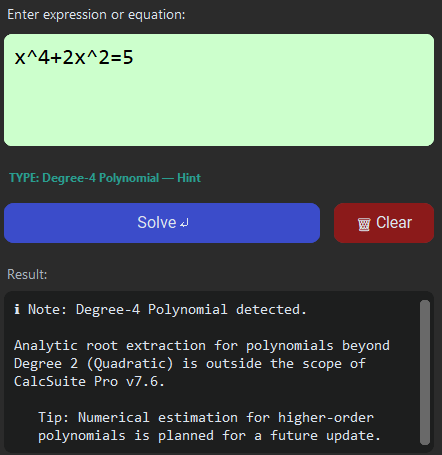 Enter expression or equation:
x^4+2x^2=5
TYPE: Degree-4 Polynomial — Hint
Solve ⤶
🗑 Clear
Result:
ℹ Note: Degree-4 Polynomial detected.
Analytic root extraction for polynomials beyond
Degree 2 (Quadratic) is outside the scope of
CalcSuite Pro v7.6.
Tip: Numerical estimation for higher-order
polynomials is planned for a future update.